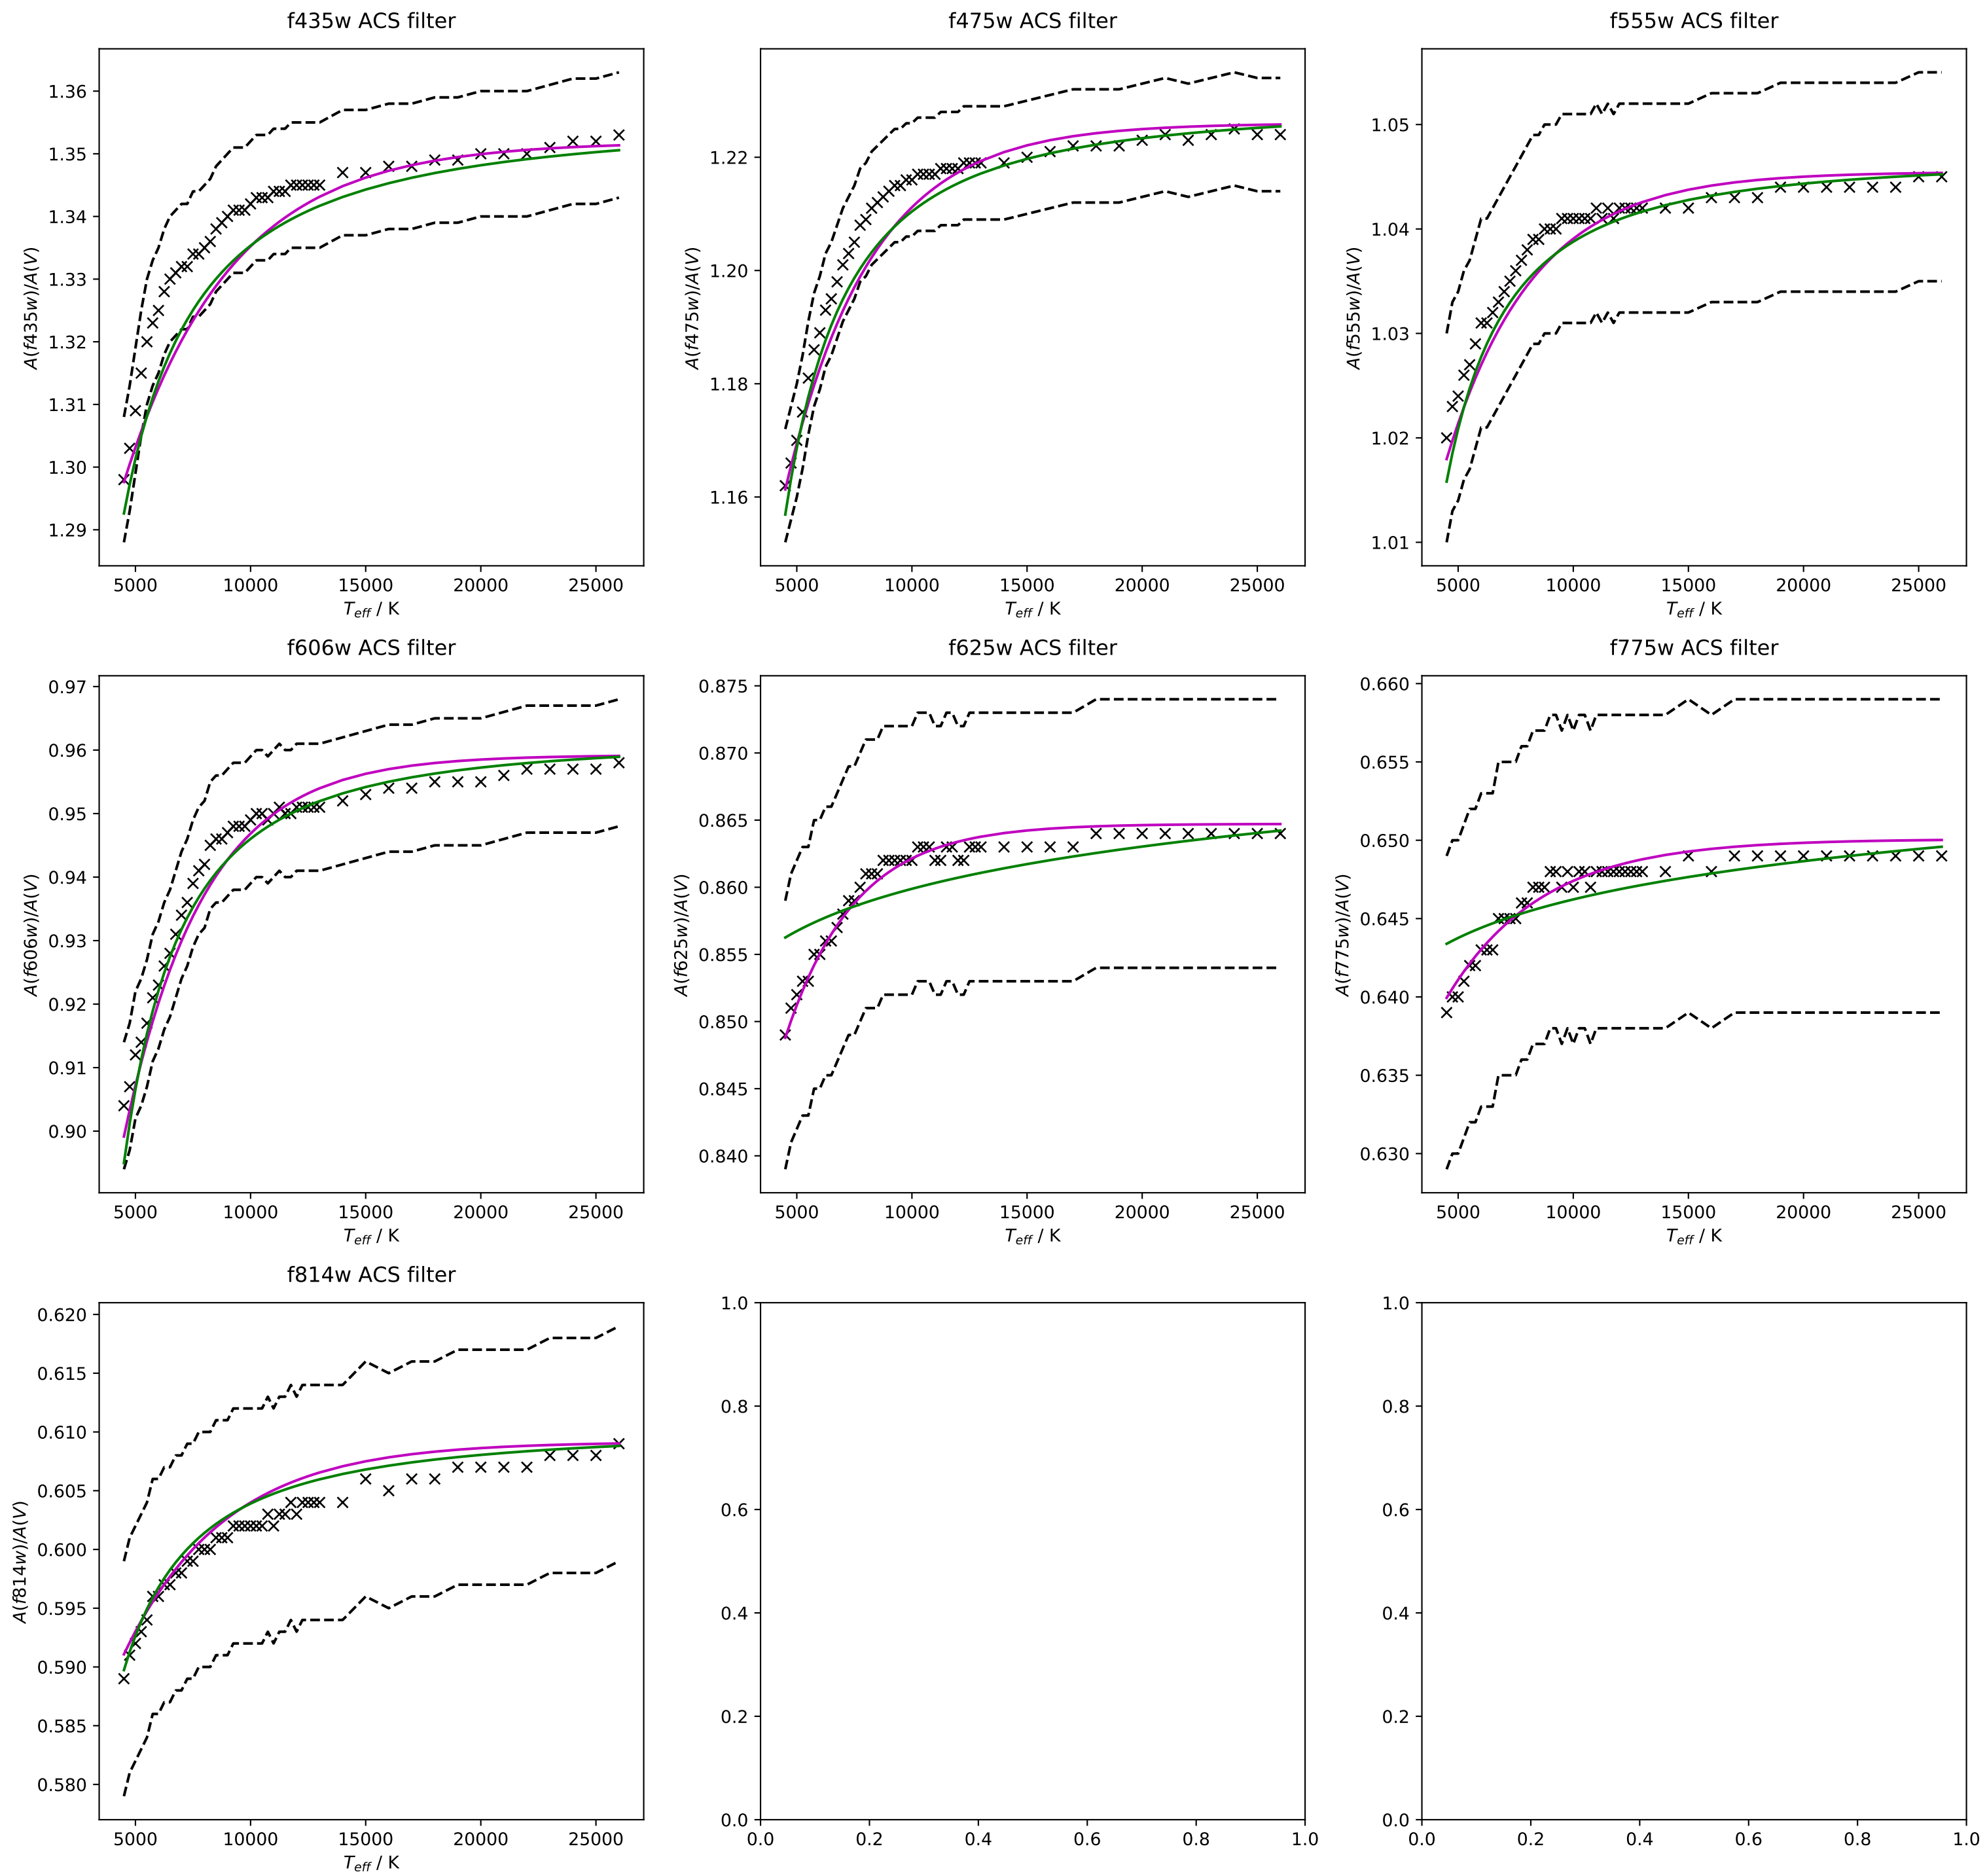 f435w ACS filter
1.36
1.35
1.34
1.33
1.32
1.31
1.30
1.29
A(f435w)/A(V)
5000 10000 15000 20000 25000
T_eff / K
f475w ACS filter
1.22
1.20
1.18
1.16
A(f475w)/A(V)
5000 10000 15000 20000 25000
T_eff / K
f555w ACS filter
1.05
1.04
1.03
1.02
1.01
A(f555w)/A(V)
5000 10000 15000 20000 25000
T_eff / K
f606w ACS filter
0.97
0.96
0.95
0.94
0.93
0.92
0.91
0.90
A(f606w)/A(V)
5000 10000 15000 20000 25000
T_eff / K
f625w ACS filter
0.875
0.870
0.865
0.860
0.855
0.850
0.845
0.840
A(f625w)/A(V)
5000 10000 15000 20000 25000
T_eff / K
f775w ACS filter
0.660
0.655
0.650
0.645
0.640
0.635
0.630
A(f775w)/A(V)
5000 10000 15000 20000 25000
T_eff / K
f814w ACS filter
0.620
0.615
0.610
0.605
0.600
0.595
0.590
0.585
0.580
A(f814w)/A(V)
5000 10000 15000 20000 25000
T_eff / K
1.0
0.8
0.6
0.4
0.2
0.0
0.0 0.2 0.4 0.6 0.8 1.0
1.0
0.8
0.6
0.4
0.2
0.0
0.0 0.2 0.4 0.6 0.8 1.0